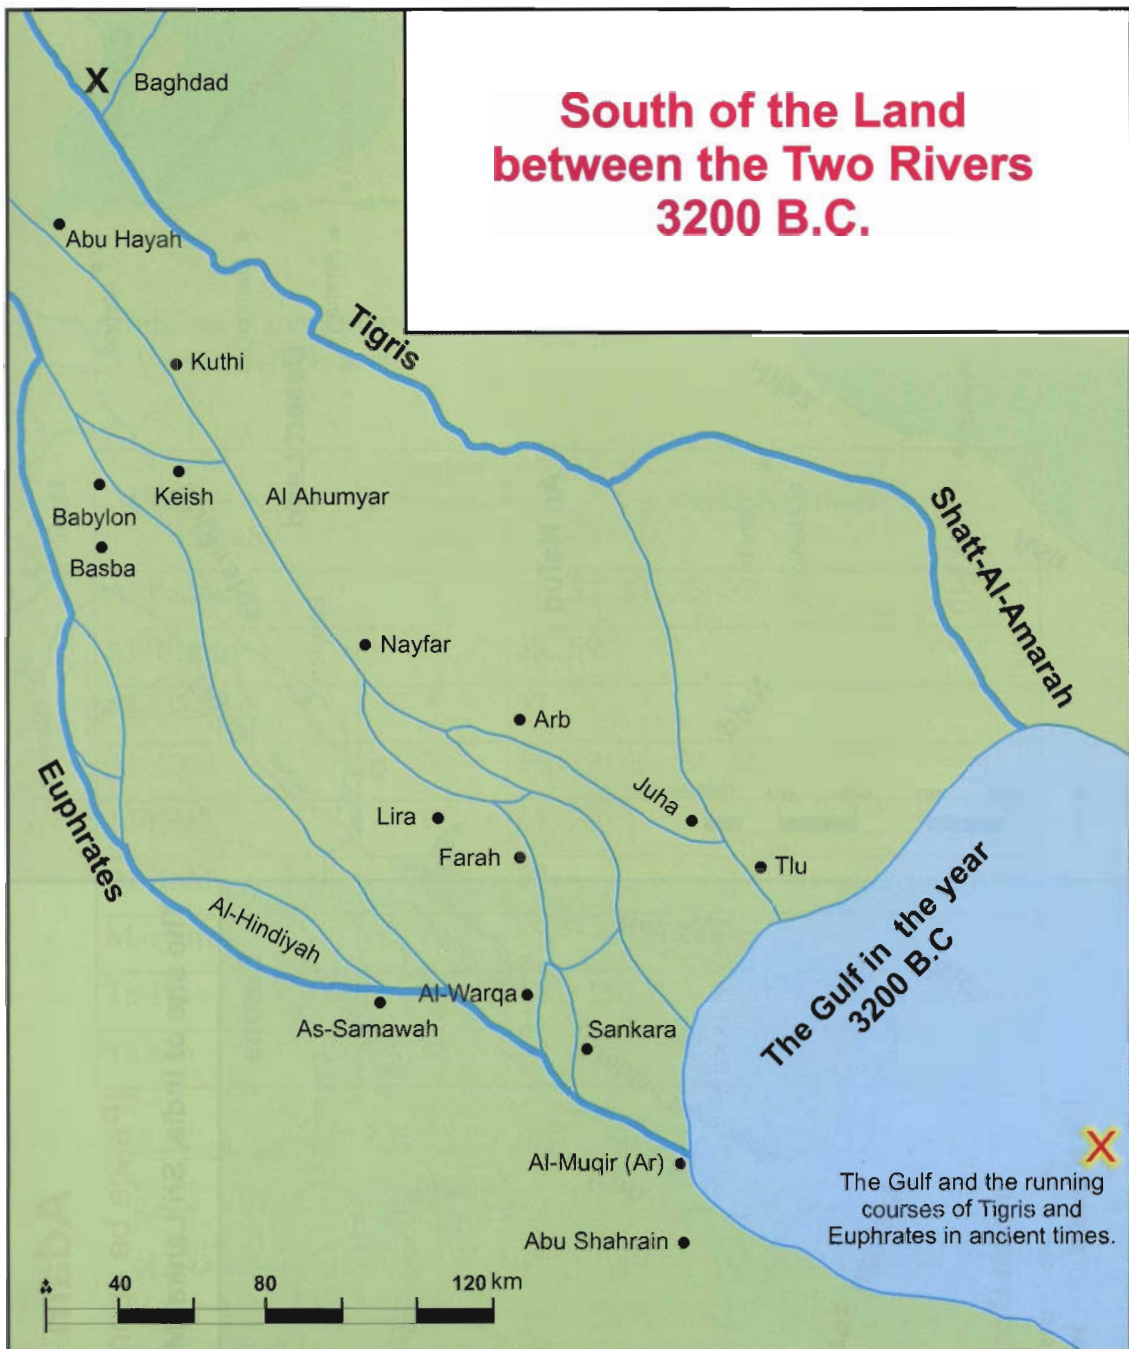 South of the Land
between the Two Rivers
3200 B.C.
X Baghdad
Abu Hayah
Tigris
Kuthi
Keish
Al Ahumyar
Babylon
Basba
Shatt-Al-Amarah
Nayfar
Arb
Euphrates
Juha
Lira
Farah
Tlu
Al-Hindiyah
The Gulf in the year
3200 B.C
Al-Warqa
As-Samawah
Sankara
X
Al-Muqir (Ar)
The Gulf and the running
courses of Tigris and
Euphrates in ancient times.
Abu Shahrain
40 80 120 km